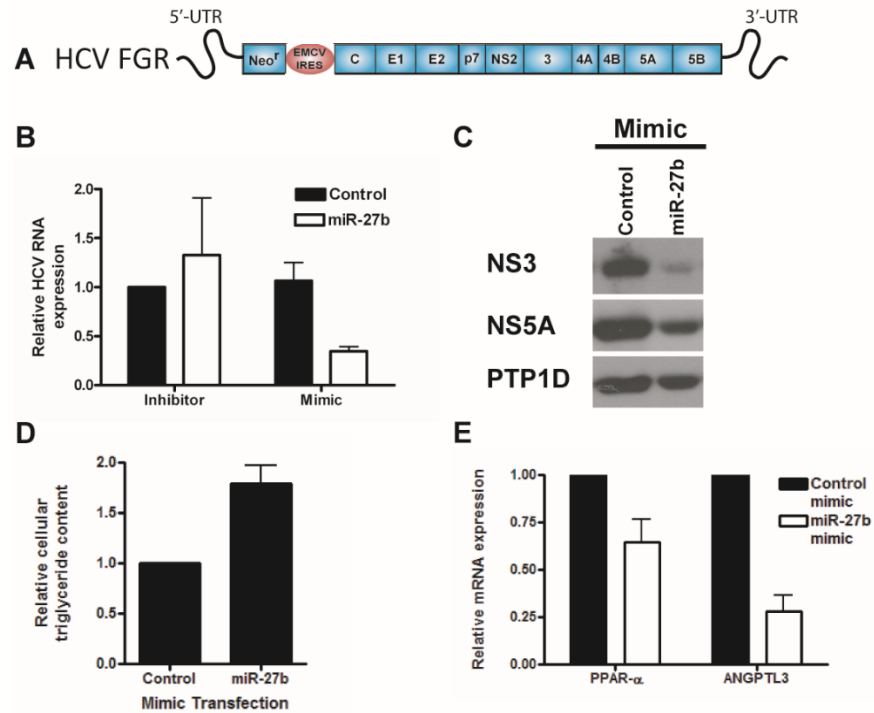 5′-UTR
3′-UTR
A HCV FGR
Neoʳ
EMCV
IRES
C E1 E2 p7 NS2 3 4A 4B 5A 5B
B
Relative HCV RNA
expression
2.0
1.5
1.0
0.5
0.0
Control
miR-27b
Inhibitor
Mimic
C
Mimic
Control
miR-27b
NS3
NS5A
PTP1D
D
Relative cellular
triglyceride content
2.0
1.5
1.0
0.5
0.0
Control
miR-27b
Mimic Transfection
E
Relative mRNA expression
1.00
0.75
0.50
0.25
0.00
Control
mimic
miR-27b
mimic
PPAR-α
ANGPTL3